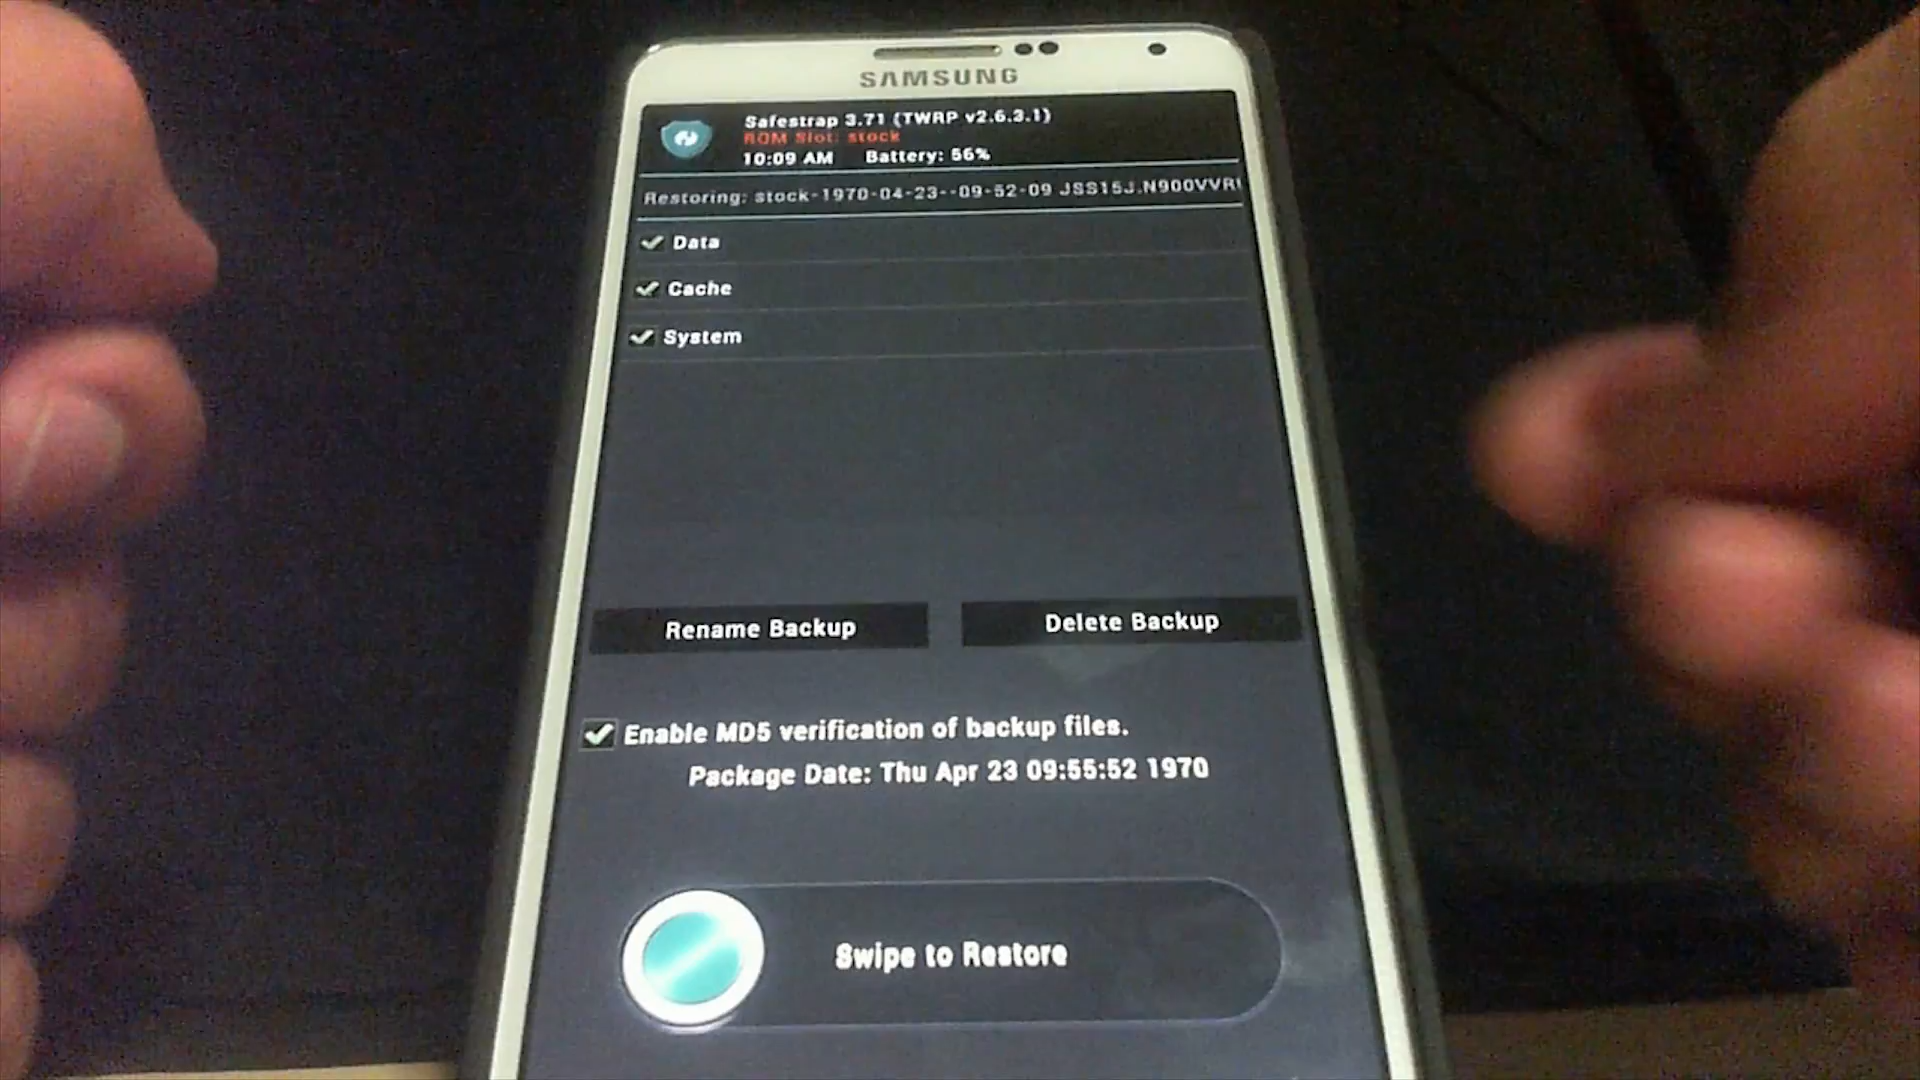 SAMSUNG
Safestrap 3.71 (TWRP v2.6.3.1)
ROM Slot: stock
10:09 AM Battery: 56%
Restoring: stock-1970-04-23--09-52-09 JSS15J.N900VVR
Data
Cache
System
Rename Backup
Delete Backup
Enable MD5 verification of backup files.
Package Date: Thu Apr 23 09:55:52 1970
Swipe to Restore